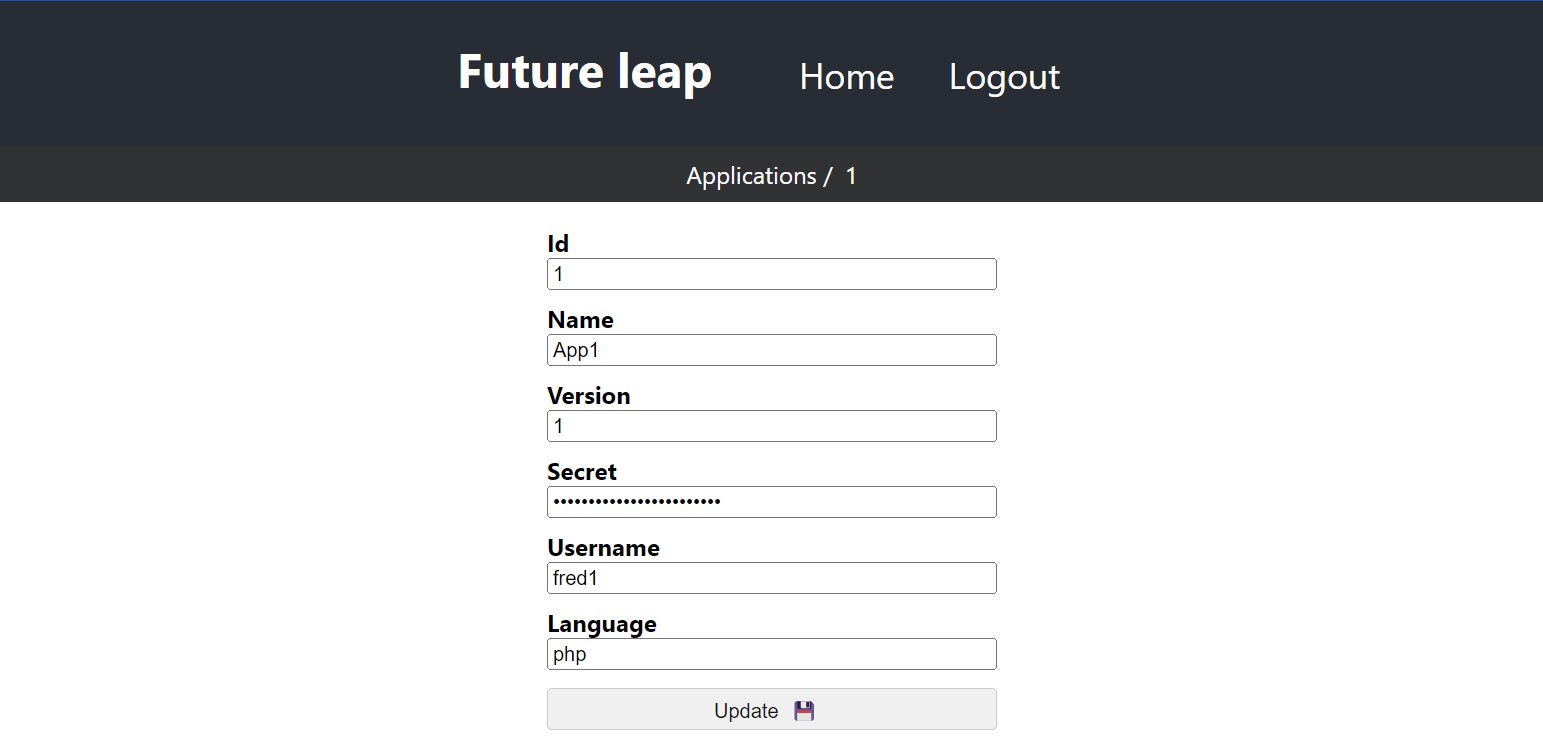 Future leap Home Logout
Applications / 1
Id
1
Name
App1
Version
1
Secret
••••••••••••••••••••••••
Username
fred1
Language
php
Update